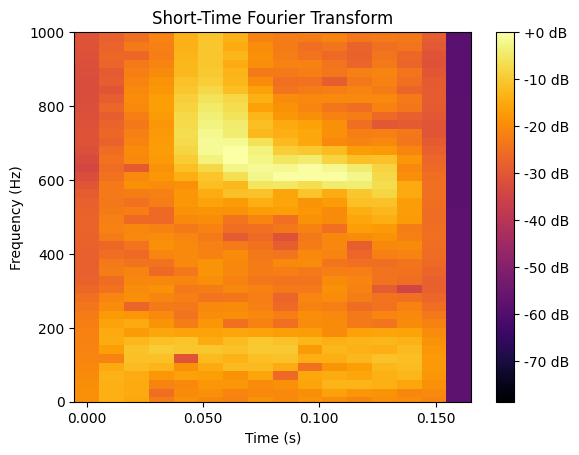 Short-Time Fourier Transform
1000
800
600
400
200
0
Frequency (Hz)
0.000
0.050
0.100
0.150
Time (s)
+0 dB
-10 dB
-20 dB
-30 dB
-40 dB
-50 dB
-60 dB
-70 dB